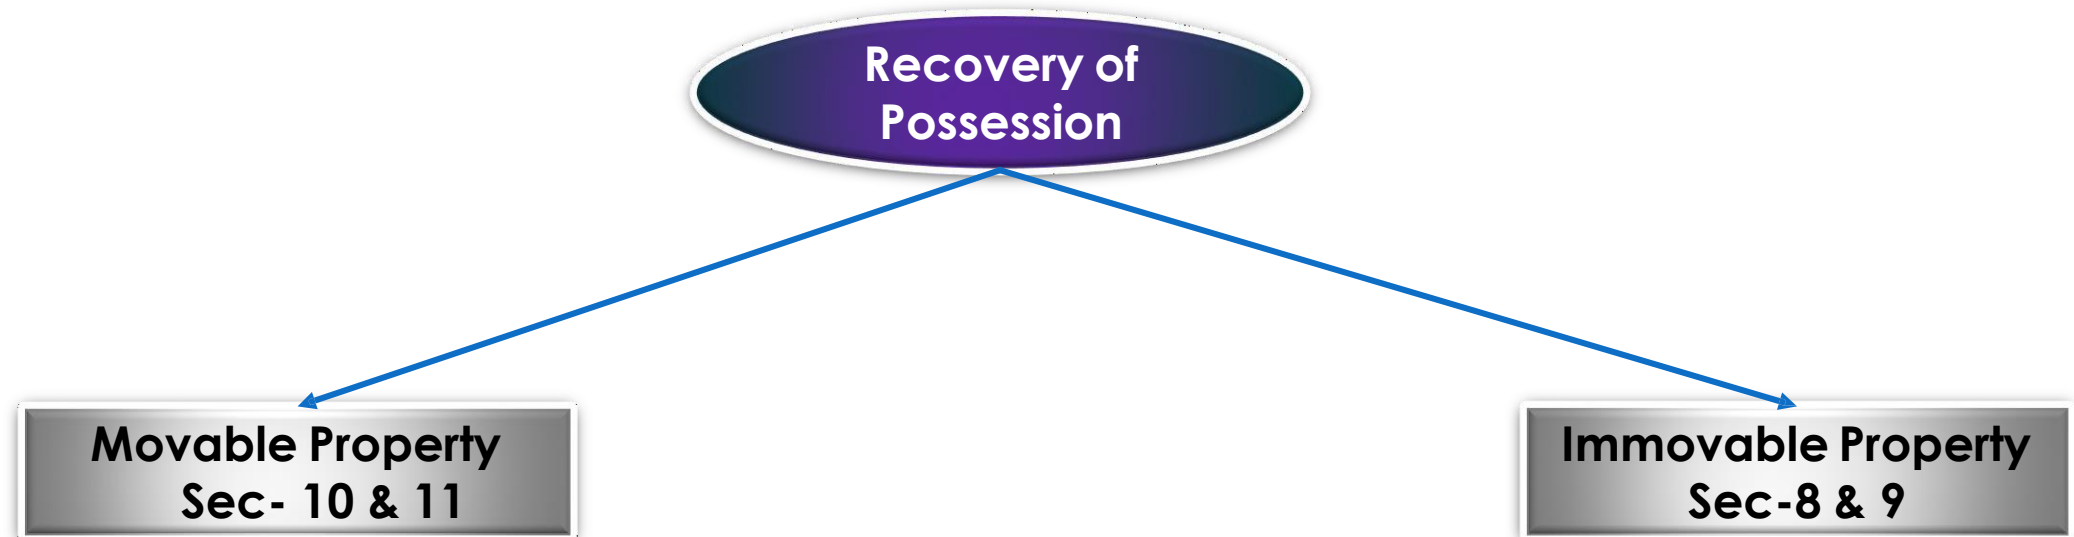 Recovery of
Possession
Movable Property
Sec- 10 & 11
Immovable Property
Sec-8 & 9